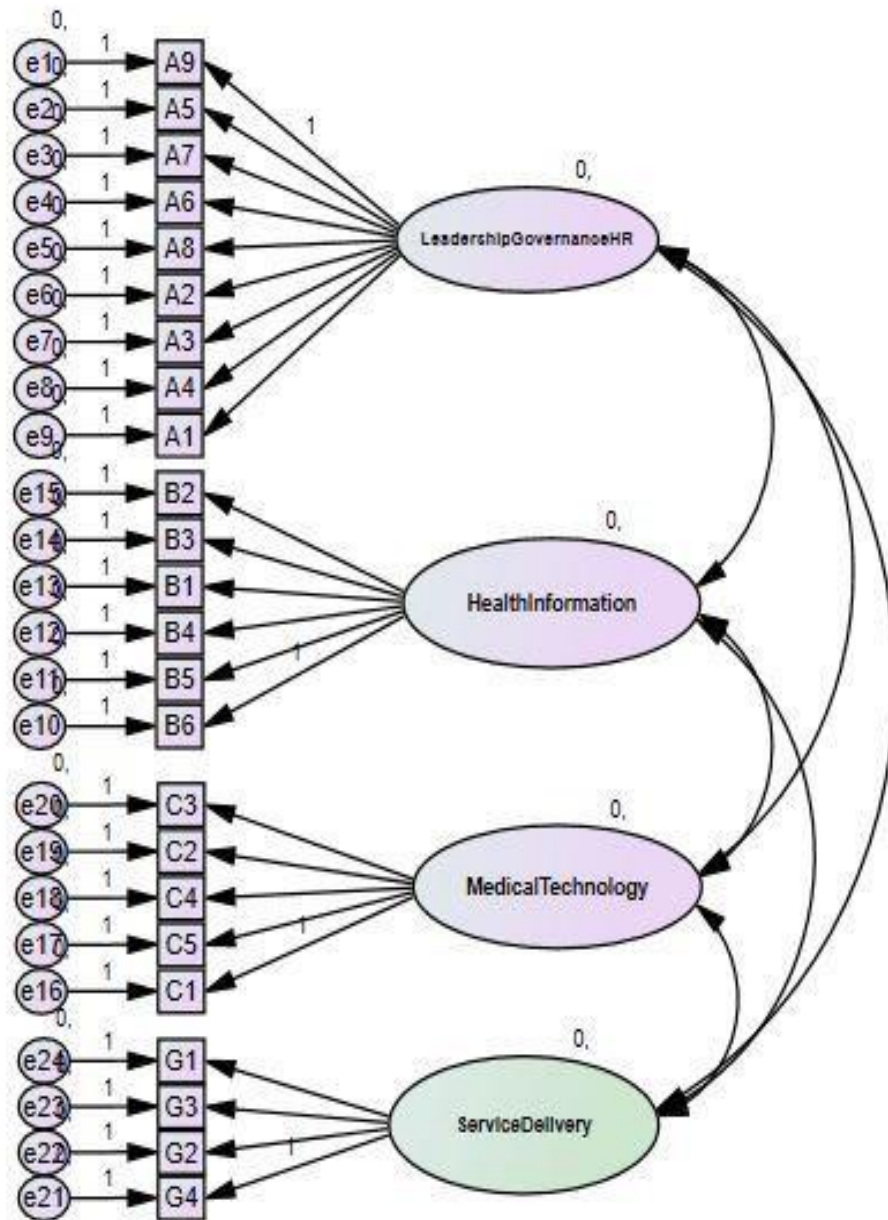 0,
e1 0, 1 A9
e2 0, 1 A5 1
e3 0, 1 A7 0,
e4 0, 1 A6
e5 0, 1 A8 LeadershipGovernanceHR
e6 0, 1 A2
e7 0, 1 A3
e8 0, 1 A4
e9 0, 1 A1
e15 1 B2
e14 1 B3 0,
e13 1 B1 HealthInformation
e12 1 B4
e11 1 B5 1
e10 1 B6
0,
e20 1 C3 0,
e19 1 C2
e18 1 C4 MedicalTechnology
e17 1 C5 1
e16 1 C1
0,
e24 1 G1 0,
e23 1 G3 ServiceDelivery
e22 1 G2 1
e21 1 G4